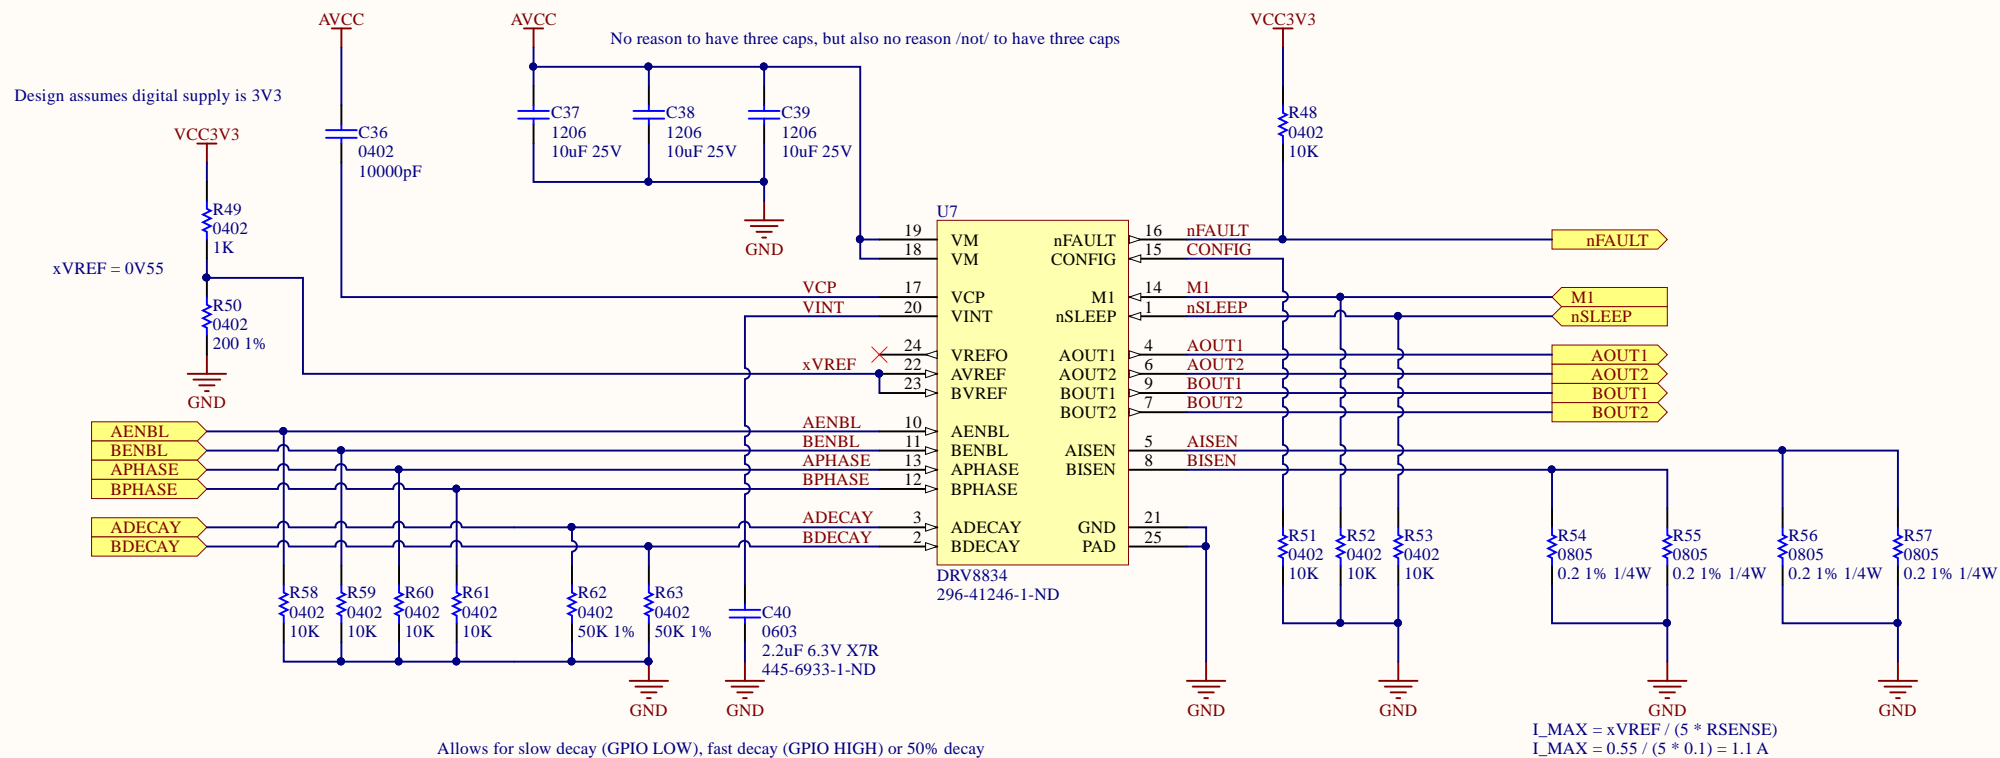 AVCC
AVCC
VCC3V3
No reason to have three caps, but also no reason /not/ to have three caps
Design assumes digital supply is 3V3
VCC3V3
C36
0402
10000pF
C37
1206
10uF 25V
C38
1206
10uF 25V
C39
1206
10uF 25V
GND
R48
0402
10K
R49
0402
1K
xVREF = 0V55
R50
0402
200 1%
GND
U7
19 VM
18 VM
VCP 17 VCP
VINT 20 VINT
24 VREFO
xVREF 22 AVREF
23 BVREF
AENBL AENBL 10 AENBL
BENBL BENBL 11 BENBL
APHASE APHASE 13 APHASE
BPHASE BPHASE 12 BPHASE
ADECAY ADECAY 3 ADECAY
BDECAY BDECAY 2 BDECAY
nFAULT 16 nFAULT nFAULT
CONFIG 15 CONFIG
M1 14 M1 M1
nSLEEP 1 nSLEEP nSLEEP
AOUT1 4 AOUT1 AOUT1
AOUT2 6 AOUT2 AOUT2
BOUT1 9 BOUT1 BOUT1
BOUT2 7 BOUT2 BOUT2
AISEN 5 AISEN
BISEN 8 BISEN
GND 21
PAD 25
DRV8834
296-41246-1-ND
R51
0402
10K
R52
0402
10K
R53
0402
10K
R54
0805
0.2 1% 1/4W
R55
0805
0.2 1% 1/4W
R56
0805
0.2 1% 1/4W
R57
0805
0.2 1% 1/4W
R58
0402
10K
R59
0402
10K
R60
0402
10K
R61
0402
10K
R62
0402
50K 1%
R63
0402
50K 1%
C40
0603
2.2uF 6.3V X7R
445-6933-1-ND
GND
GND
GND
GND
GND
GND
I_MAX = xVREF / (5 * RSENSE)
I_MAX = 0.55 / (5 * 0.1) = 1.1 A
Allows for slow decay (GPIO LOW), fast decay (GPIO HIGH) or 50% decay